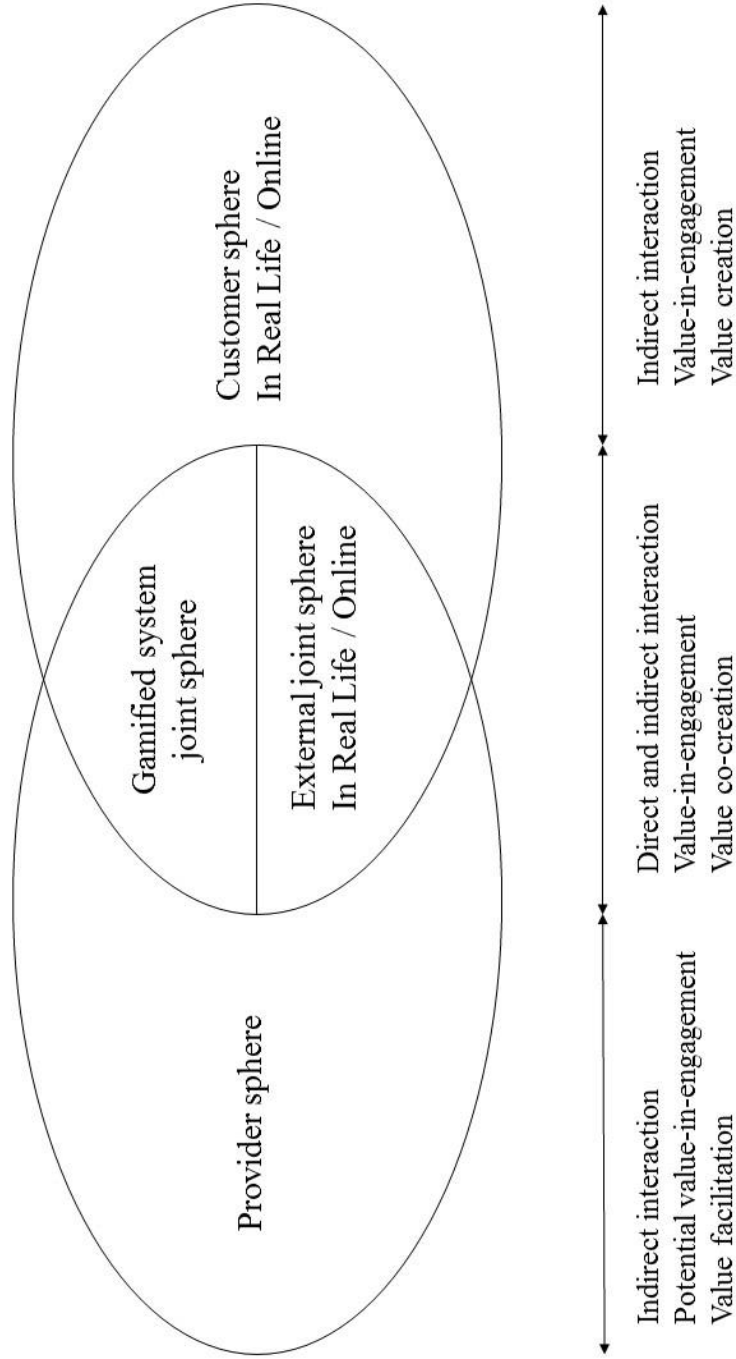 Provider sphere
Gamified system
joint sphere
External joint sphere
In Real Life / Online
Customer sphere
In Real Life / Online
Indirect interaction
Potential value-in-engagement
Value facilitation
Direct and indirect interaction
Value-in-engagement
Value co-creation
Indirect interaction
Value-in-engagement
Value creation